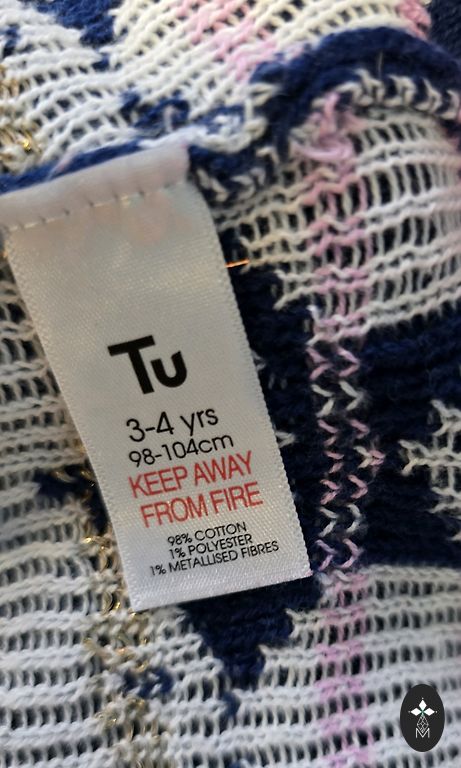 Tu
3-4 yrs
98-104cm
KEEP AWAY
FROM FIRE
98% COTTON
1% POLYESTER
1% METALLISED FIBRES
M